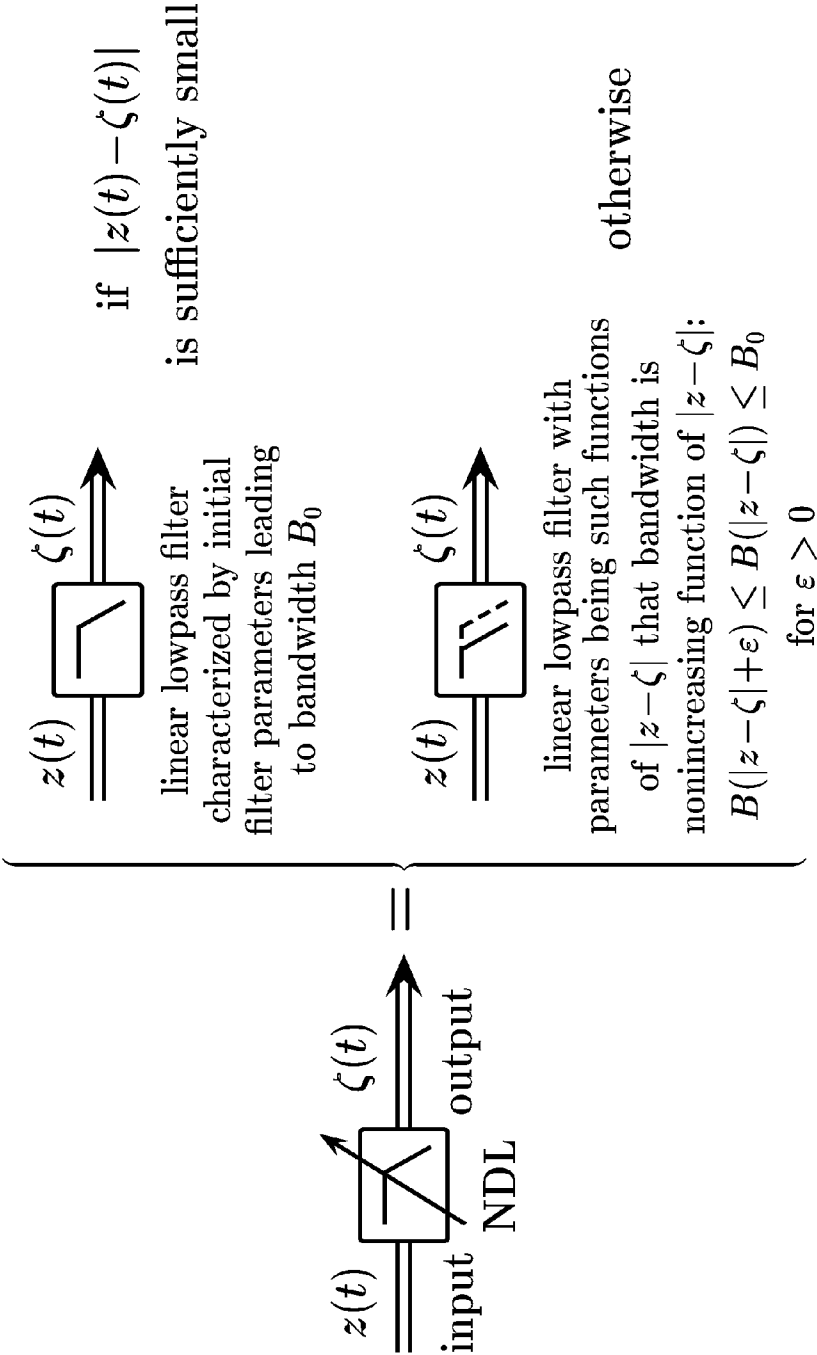 z(t)
ζ(t)
input
output
NDL
=
z(t)
ζ(t)
linear lowpass filter
characterized by initial
filter parameters leading
to bandwidth B₀
if |z(t)−ζ(t)|
is sufficiently small
z(t)
ζ(t)
linear lowpass filter with
parameters being such functions
of |z−ζ| that bandwidth is
nonincreasing function of |z−ζ|:
B(|z−ζ|+ε) ≤ B(|z−ζ|) ≤ B₀
for ε > 0
otherwise